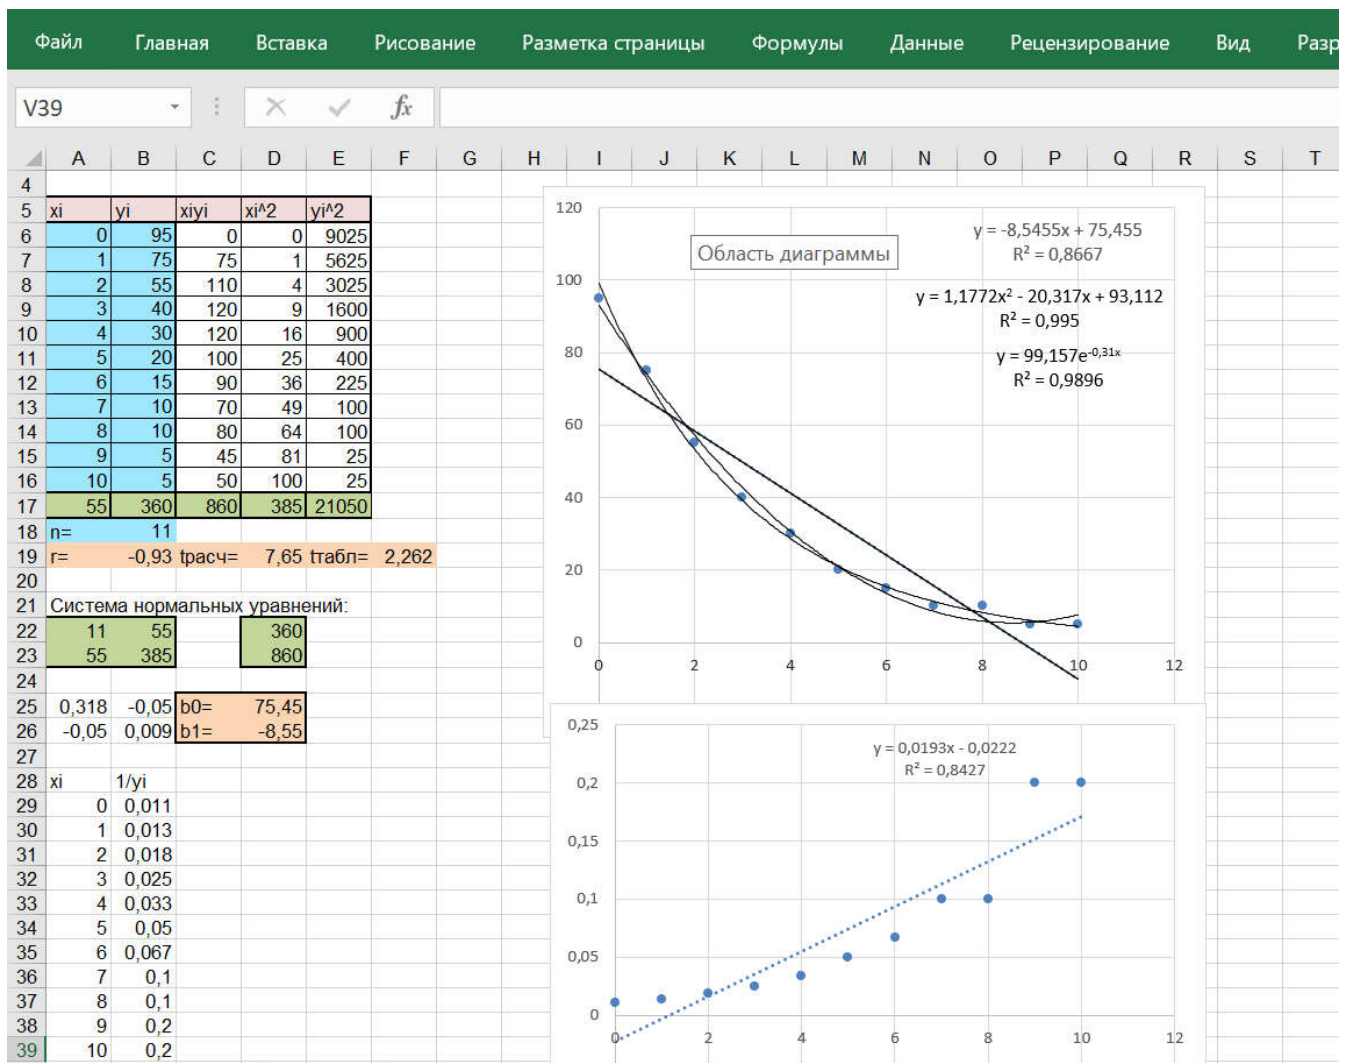 Файл Главная Вставка Рисование Разметка страницы Формулы Данные Рецензирование Вид Разр
V39 fx
A B C D E F G H I J K L M N O P Q R S T
4
5 xi yi xiyi xi^2 yi^2
6 0 95 0 0 9025
7 1 75 75 1 5625
8 2 55 110 4 3025
9 3 40 120 9 1600
10 4 30 120 16 900
11 5 20 100 25 400
12 6 15 90 36 225
13 7 10 70 49 100
14 8 10 80 64 100
15 9 5 45 81 25
16 10 5 50 100 25
17 55 360 860 385 21050
18 n= 11
19 r= -0,93 tрасч= 7,65 tтабл= 2,262
20
21 Система нормальных уравнений:
22 11 55 360
23 55 385 860
24
25 0,318 -0,05 b0= 75,45
26 -0,05 0,009 b1= -8,55
27
28 xi 1/yi
29 0 0,011
30 1 0,013
31 2 0,018
32 3 0,025
33 4 0,033
34 5 0,05
35 6 0,067
36 7 0,1
37 8 0,1
38 9 0,2
39 10 0,2
120
100
80
60
40
20
0
0 2 4 6 8 10 12
Область диаграммы
y = -8,5455x + 75,455
R² = 0,8667
y = 1,1772x² - 20,317x + 93,112
R² = 0,995
y = 99,157e^-0,31x
R² = 0,9896
0,25
0,2
0,15
0,1
0,05
0
0 2 4 6 8 10 12
y = 0,0193x - 0,0222
R² = 0,8427